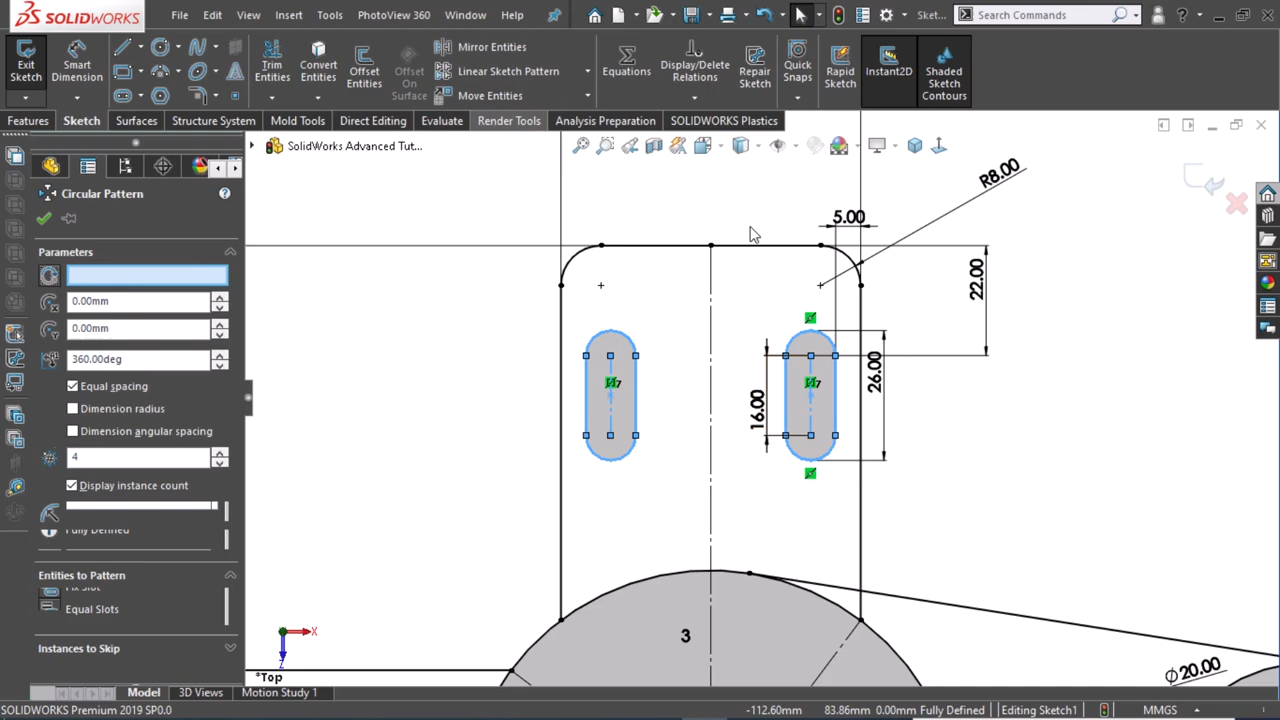 SOLIDWORKS
File Edit View Insert Tools PhotoView 360 Window Help
Sket...
Search Commands
Exit Sketch
Smart Dimension
Trim Entities
Convert Entities
Offset Entities
Offset On Surface
Mirror Entities
Linear Sketch Pattern
Move Entities
Equations
Display/Delete Relations
Repair Sketch
Quick Snaps
Rapid Sketch
Instant2D
Shaded Sketch Contours
Features Sketch Surfaces Structure System Mold Tools Direct Editing Evaluate Render Tools Analysis Preparation SOLIDWORKS Plastics
SolidWorks Advanced Tut...
Circular Pattern
Parameters
0.00mm
0.00mm
360.00deg
Equal spacing
Dimension radius
Dimension angular spacing
4
Display instance count
Fully Defined
Entities to Pattern
Fix Slot
Equal Slots
Instances to Skip
R8.00
5.00
22.00
26.00
16.00
7
7
3
Ø20.00
X
Z
*Top
Model 3D Views Motion Study 1
SOLIDWORKS Premium 2019 SP0.0
-112.60mm 83.86mm 0.00mm Fully Defined Editing Sketch1 MMGS